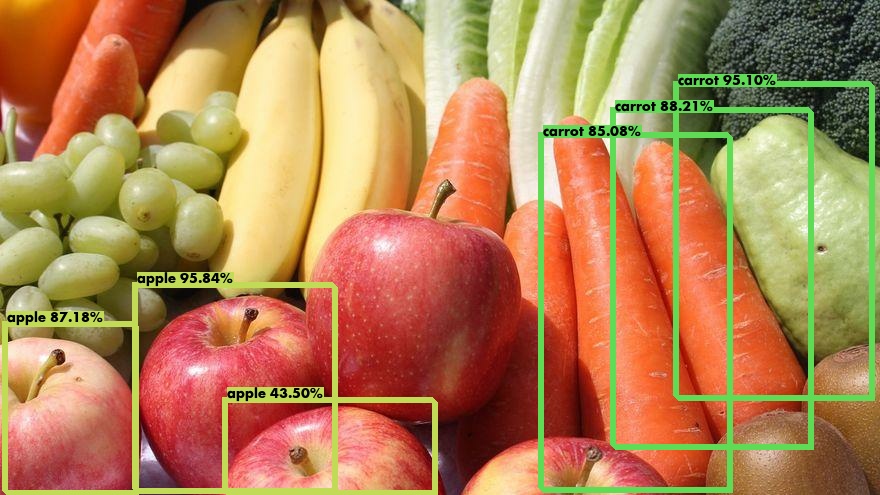 carrot 95.10%
carrot 88.21%
carrot 85.08%
apple 95.84%
apple 87.18%
apple 43.50%